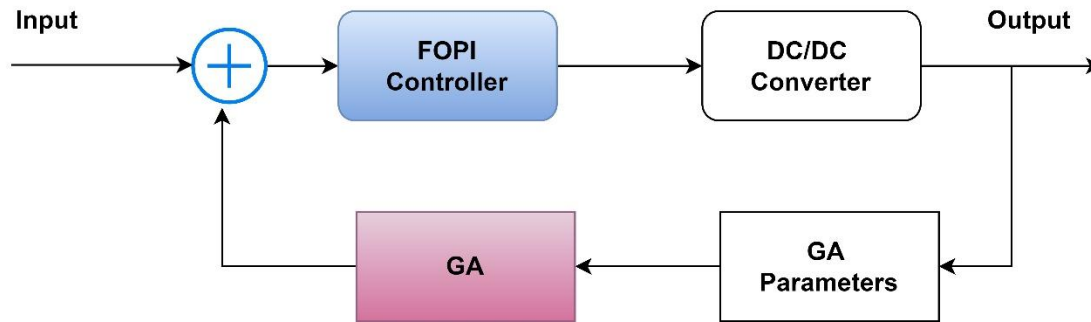 Input
Output
FOPI
Controller
DC/DC
Converter
GA
GA
Parameters